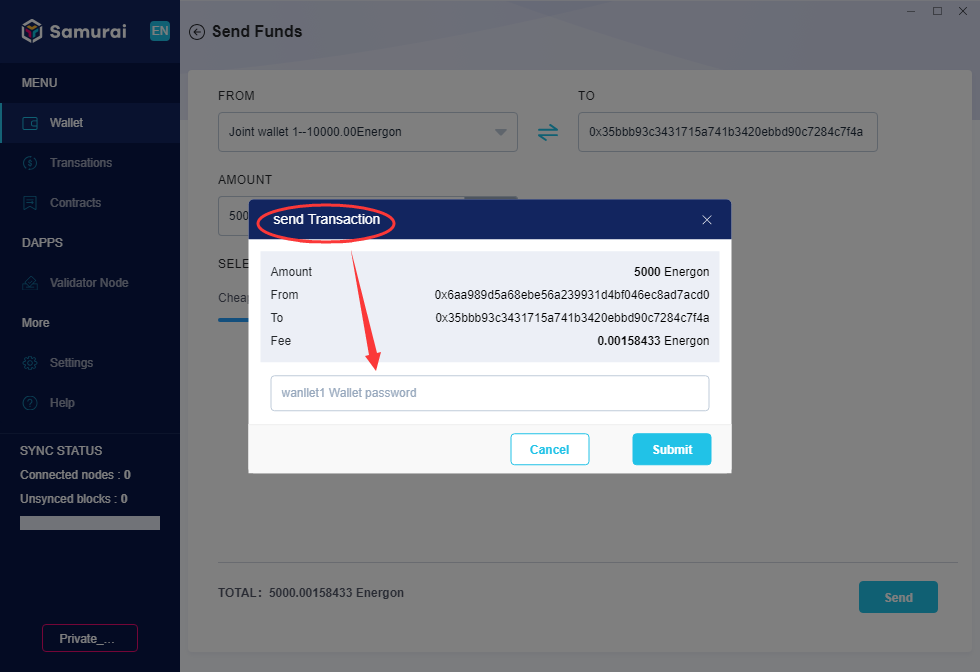 Samurai
EN
MENU
Wallet
Transations
Contracts
DAPPS
Validator Node
More
Settings
Help
SYNC STATUS
Connected nodes : 0
Unsynced blocks : 0
Private_...
Send Funds
FROM
TO
Joint wallet 1--10000.00Energon
0x35bbb93c3431715a741b3420ebbd90c7284c7f4a
AMOUNT
500
SELE
Cheap
send Transaction
Amount
5000 Energon
From
0x6aa989d5a68ebe56a239931d4bf046ec8ad7acd0
To
0x35bbb93c3431715a741b3420ebbd90c7284c7f4a
Fee
0.00158433 Energon
wanllet1 Wallet password
Cancel
Submit
TOTAL: 5000.00158433 Energon
Send